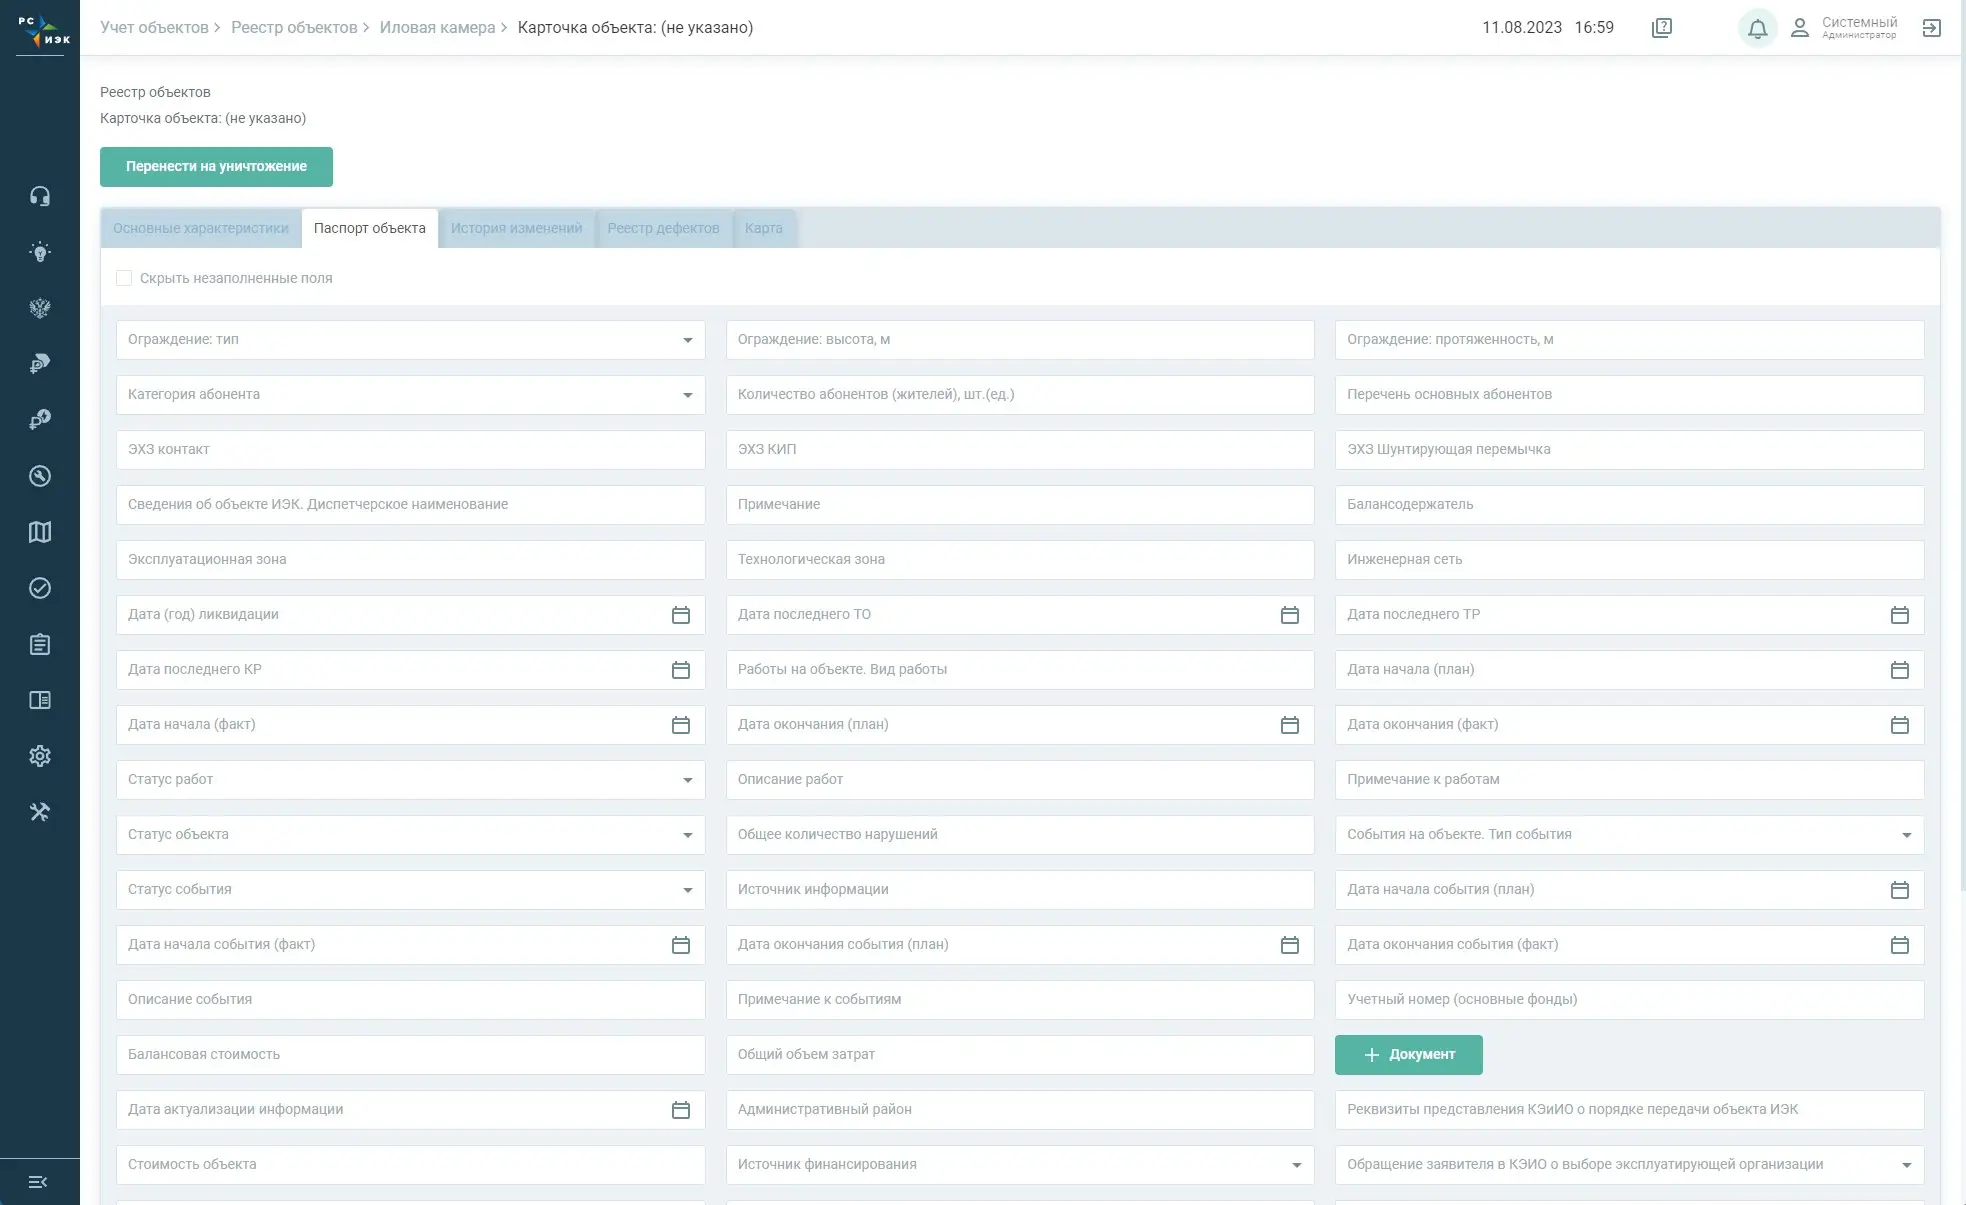 РС
ИЭК
Учет объектов > Реестр объектов > Иловая камера > Карточка объекта: (не указано)
11.08.2023 16:59
Системный
Администратор
Реестр объектов
Карточка объекта: (не указано)
Перенести на уничтожение
Основные характеристики Паспорт объекта История изменений Реестр дефектов Карта
Скрыть незаполненные поля
Ограждение: тип Ограждение: высота, м Ограждение: протяженность, м
Категория абонента Количество абонентов (жителей), шт.(ед.) Перечень основных абонентов
ЭХЗ контакт ЭХЗ КИП ЭХЗ Шунтирующая перемычка
Сведения об объекте ИЭК. Диспетчерское наименование Примечание Балансодержатель
Эксплуатационная зона Технологическая зона Инженерная сеть
Дата (год) ликвидации Дата последнего ТО Дата последнего ТР
Дата последнего КР Работы на объекте. Вид работы Дата начала (план)
Дата начала (факт) Дата окончания (план) Дата окончания (факт)
Статус работ Описание работ Примечание к работам
Статус объекта Общее количество нарушений События на объекте. Тип события
Статус события Источник информации Дата начала события (план)
Дата начала события (факт) Дата окончания события (план) Дата окончания события (факт)
Описание события Примечание к событиям Учетный номер (основные фонды)
Балансовая стоимость Общий объем затрат + Документ
Дата актуализации информации Административный район Реквизиты представления КЭиИО о порядке передачи объекта ИЭК
Стоимость объекта Источник финансирования Обращение заявителя в КЭИО о выборе эксплуатирующей организации